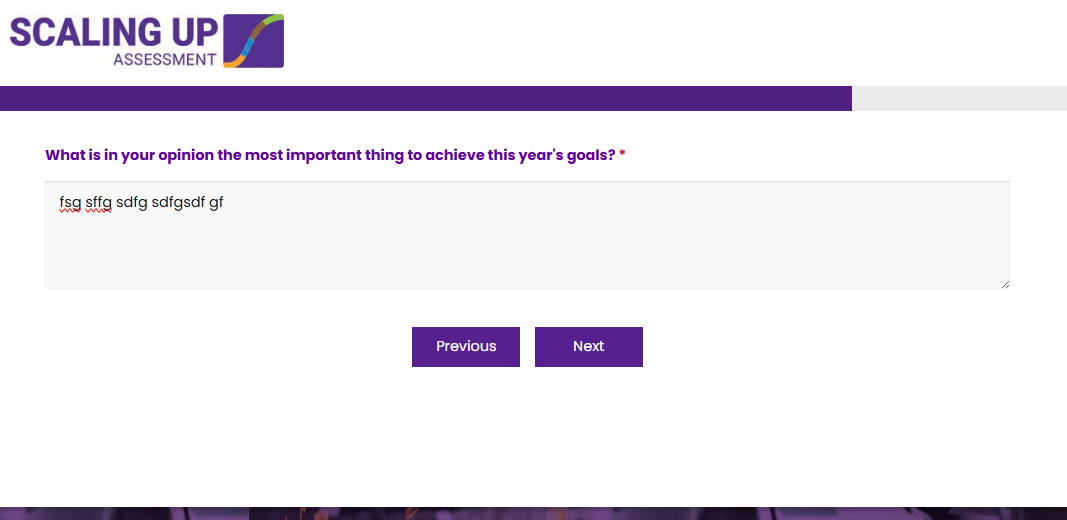 SCALING UP
ASSESSMENT
What is in your opinion the most important thing to achieve this year's goals? *
fsg sffg sdfg sdfgsdf gf
Previous
Next